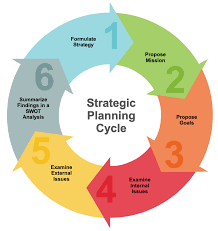 Strategic
Planning
Cycle
1
Propose
Mission
2
Propose
Goals
3
Examine
Internal
Issues
4
Examine
External
Issues
5
Summarize
Findings in a
SWOT
Analysis
6
Formulate
Strategy